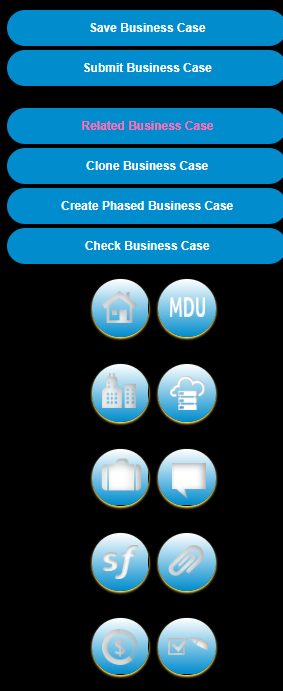 Save Business Case
Submit Business Case
Related Business Case
Clone Business Case
Create Phased Business Case
Check Business Case
MDU
sf
$